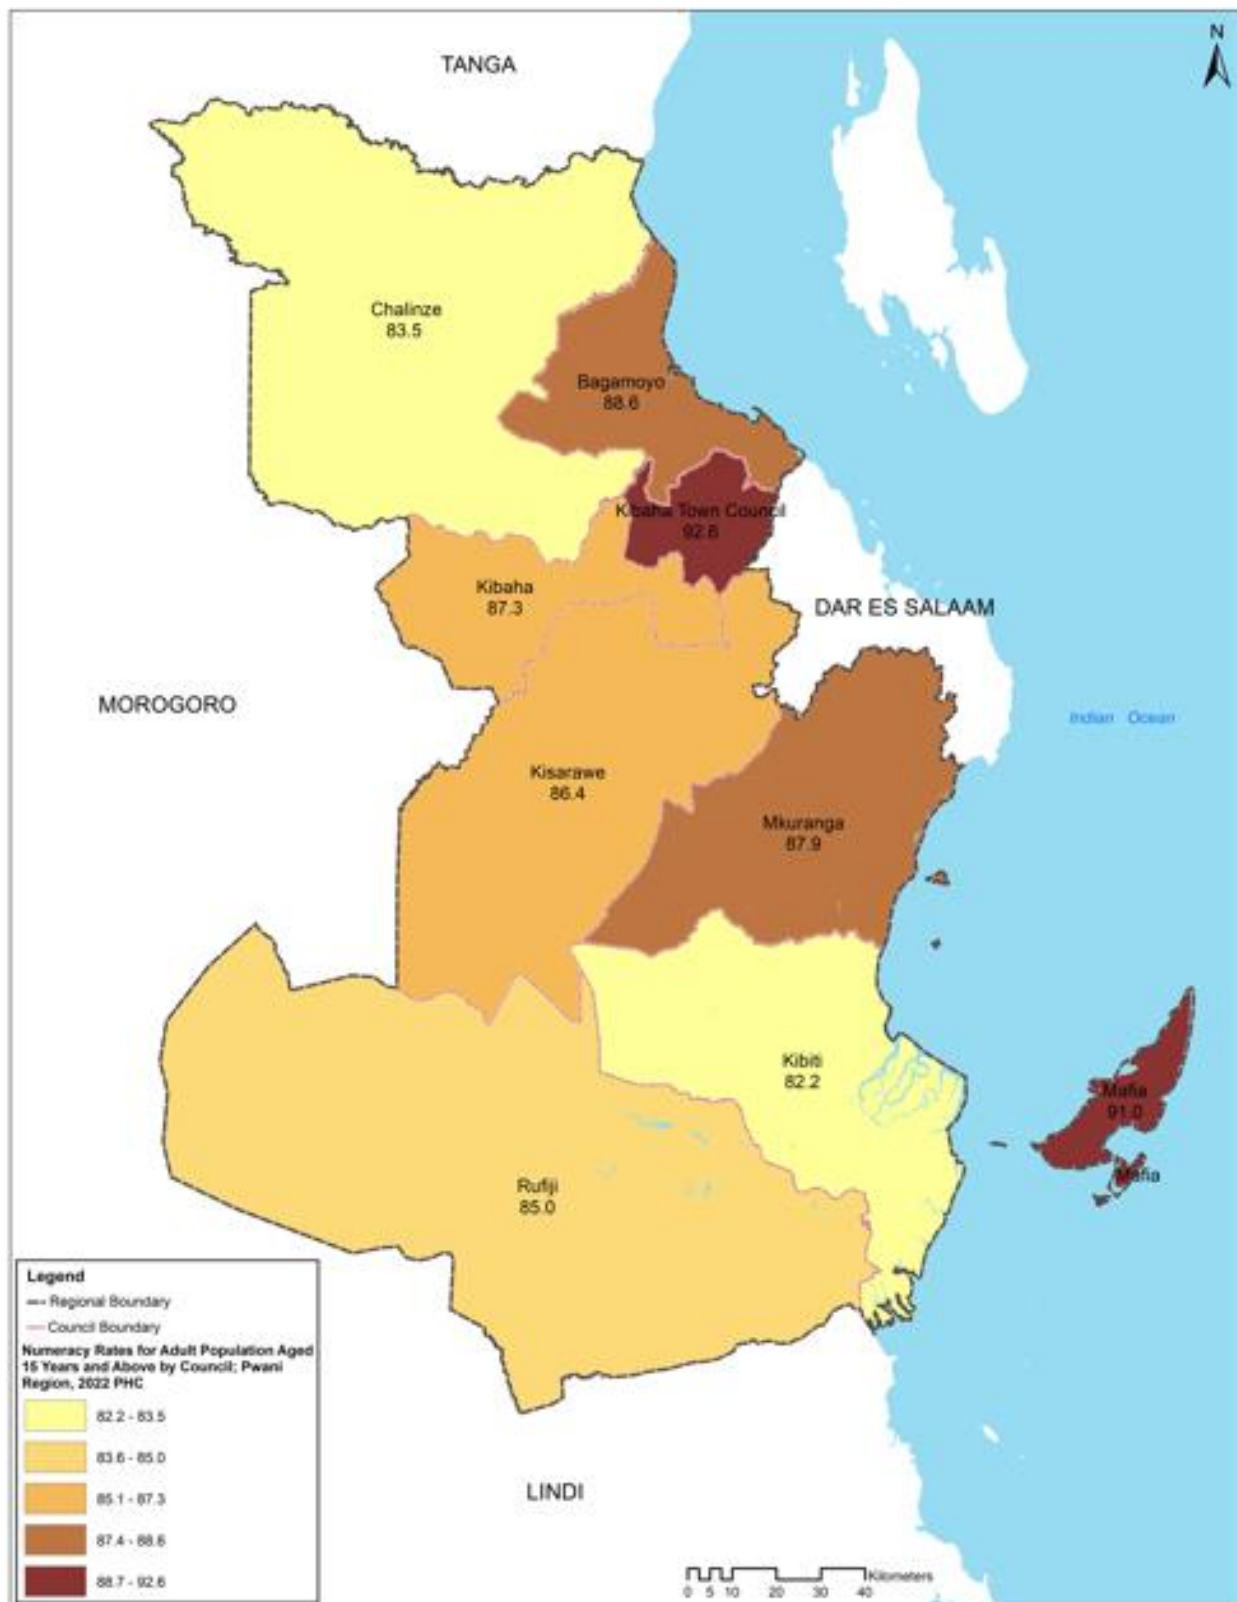 N
TANGA
Chalinze
83.5
Bagamoyo
88.6
Kibaha Town Council
92.6
Kibaha
87.3
DAR ES SALAAM
MOROGORO
Indian Ocean
Kisarawe
86.4
Mkuranga
87.9
Kibiti
82.2
Mafia
91.0
Mafia
Rufiji
85.0
Legend
Regional Boundary
Council Boundary
Numeracy Rates for Adult Population Aged
15 Years and Above by Council; Pwani
Region, 2022 PHC
82.2 - 83.5
83.6 - 85.0
85.1 - 87.3
87.4 - 88.6
88.7 - 92.6
LINDI
Kilometers
0 5 10 20 30 40